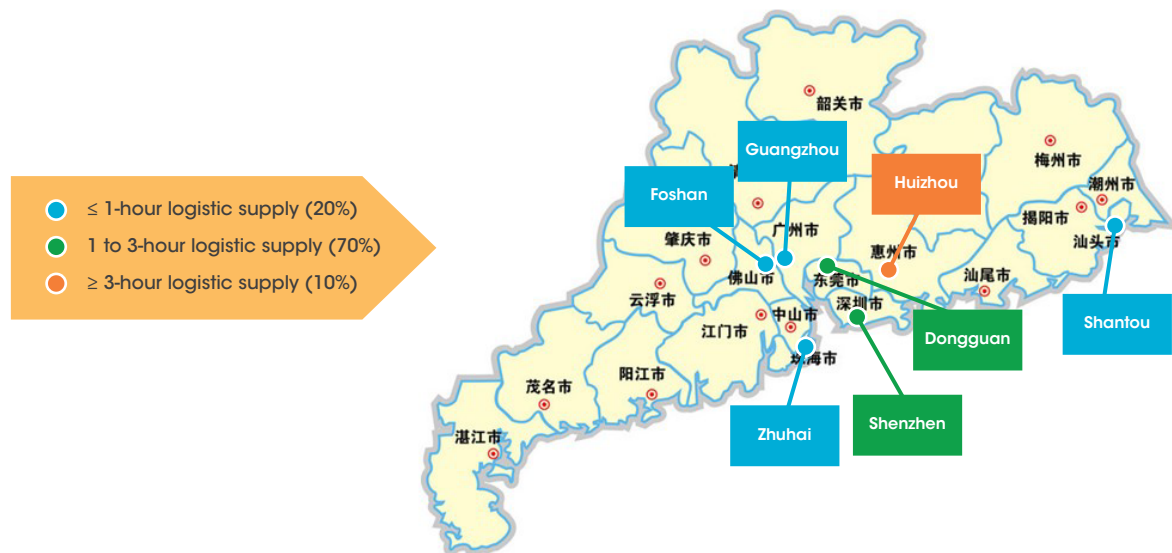 ≤ 1-hour logistic supply (20%)
1 to 3-hour logistic supply (70%)
≥ 3-hour logistic supply (10%)
韶关市
Guangzhou
梅州市
Huizhou
Foshan
潮州市
揭阳市
广州市
肇庆市
惠州市
汕头市
佛山市
东莞市
汕尾市
云浮市
深圳市
中山市
江门市
Shantou
Dongguan
珠海市
阳江市
茂名市
Shenzhen
Zhuhai
湛江市